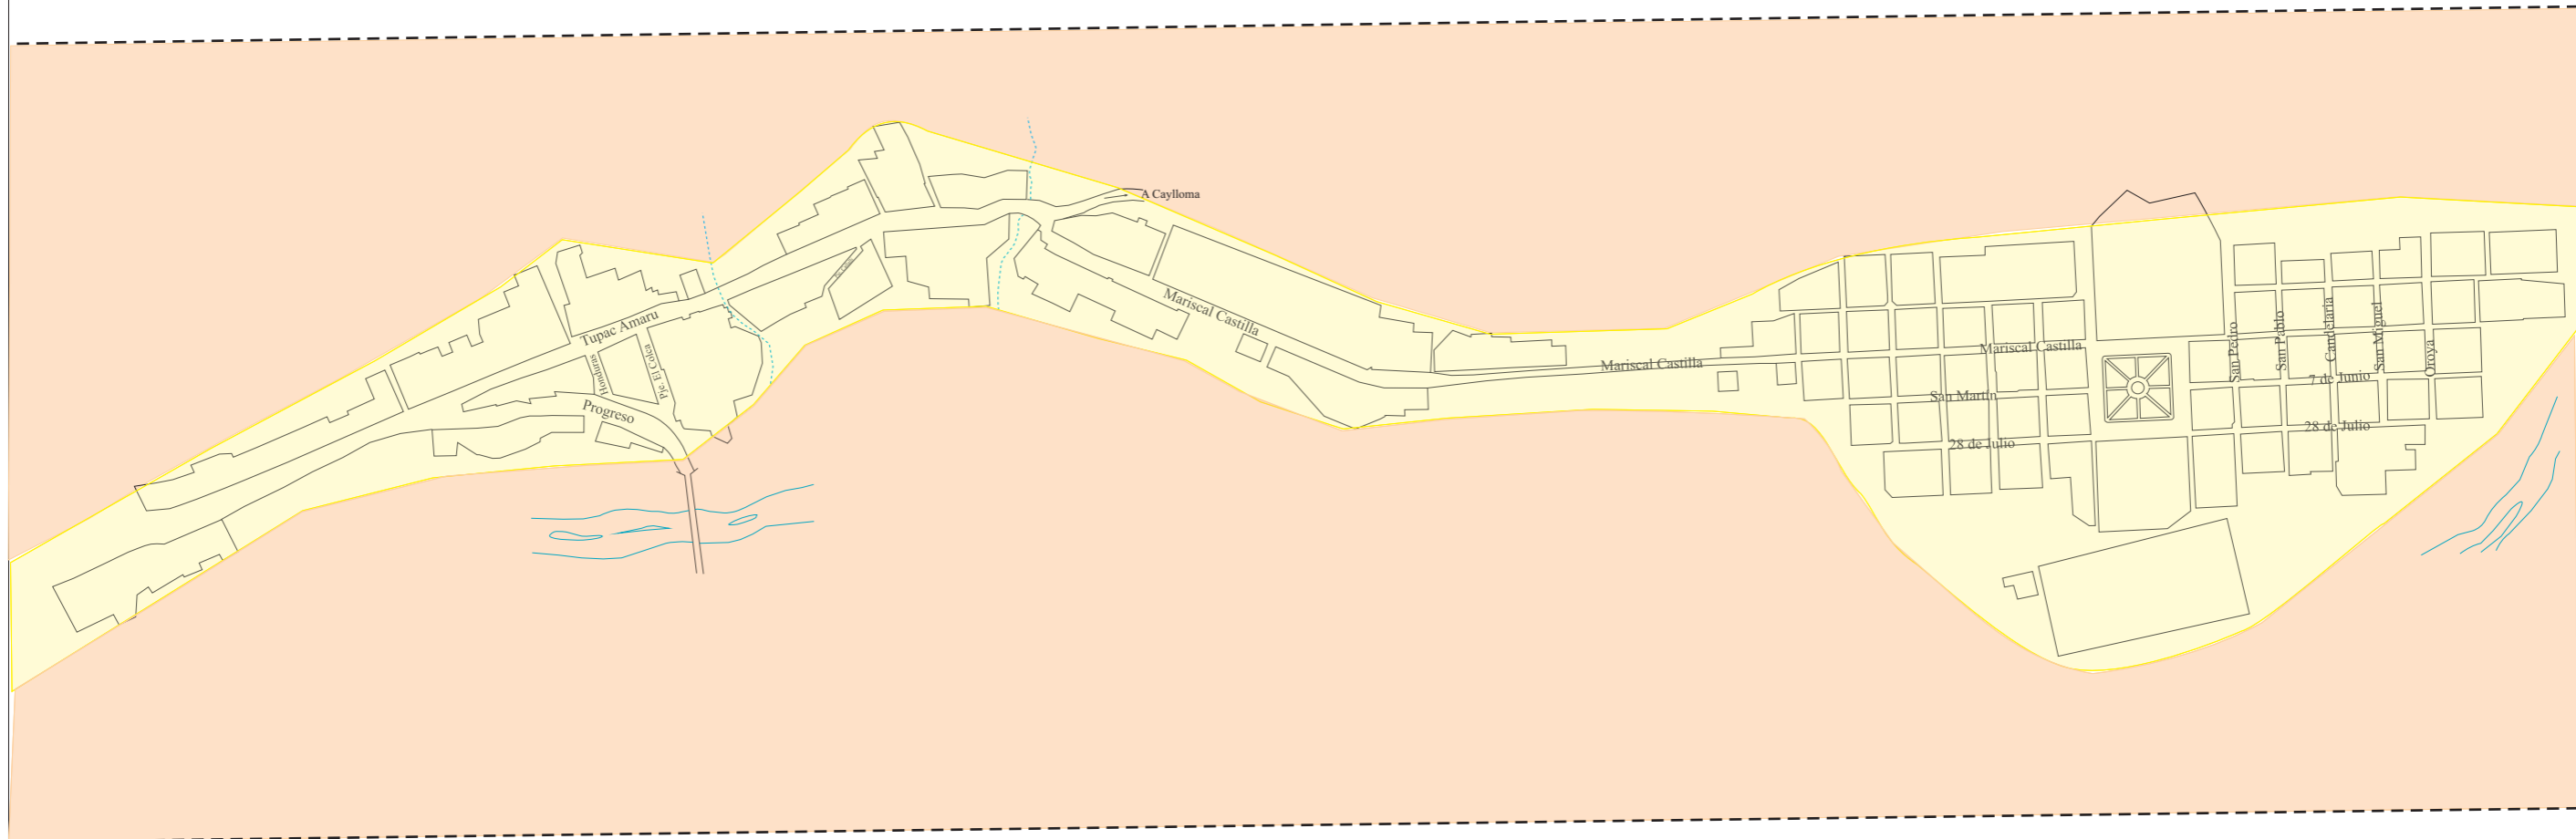 A Caylloma
Tupac Amaru
Mariscal Castilla
Honduras
Pje. El Colca
Progreso
Mariscal Castilla
Mariscal Castilla
San Martín
28 de Julio
San Pedro
San Pablo
Candelaria
San Miguel
Oroya
7 de Junio
28 de Julio